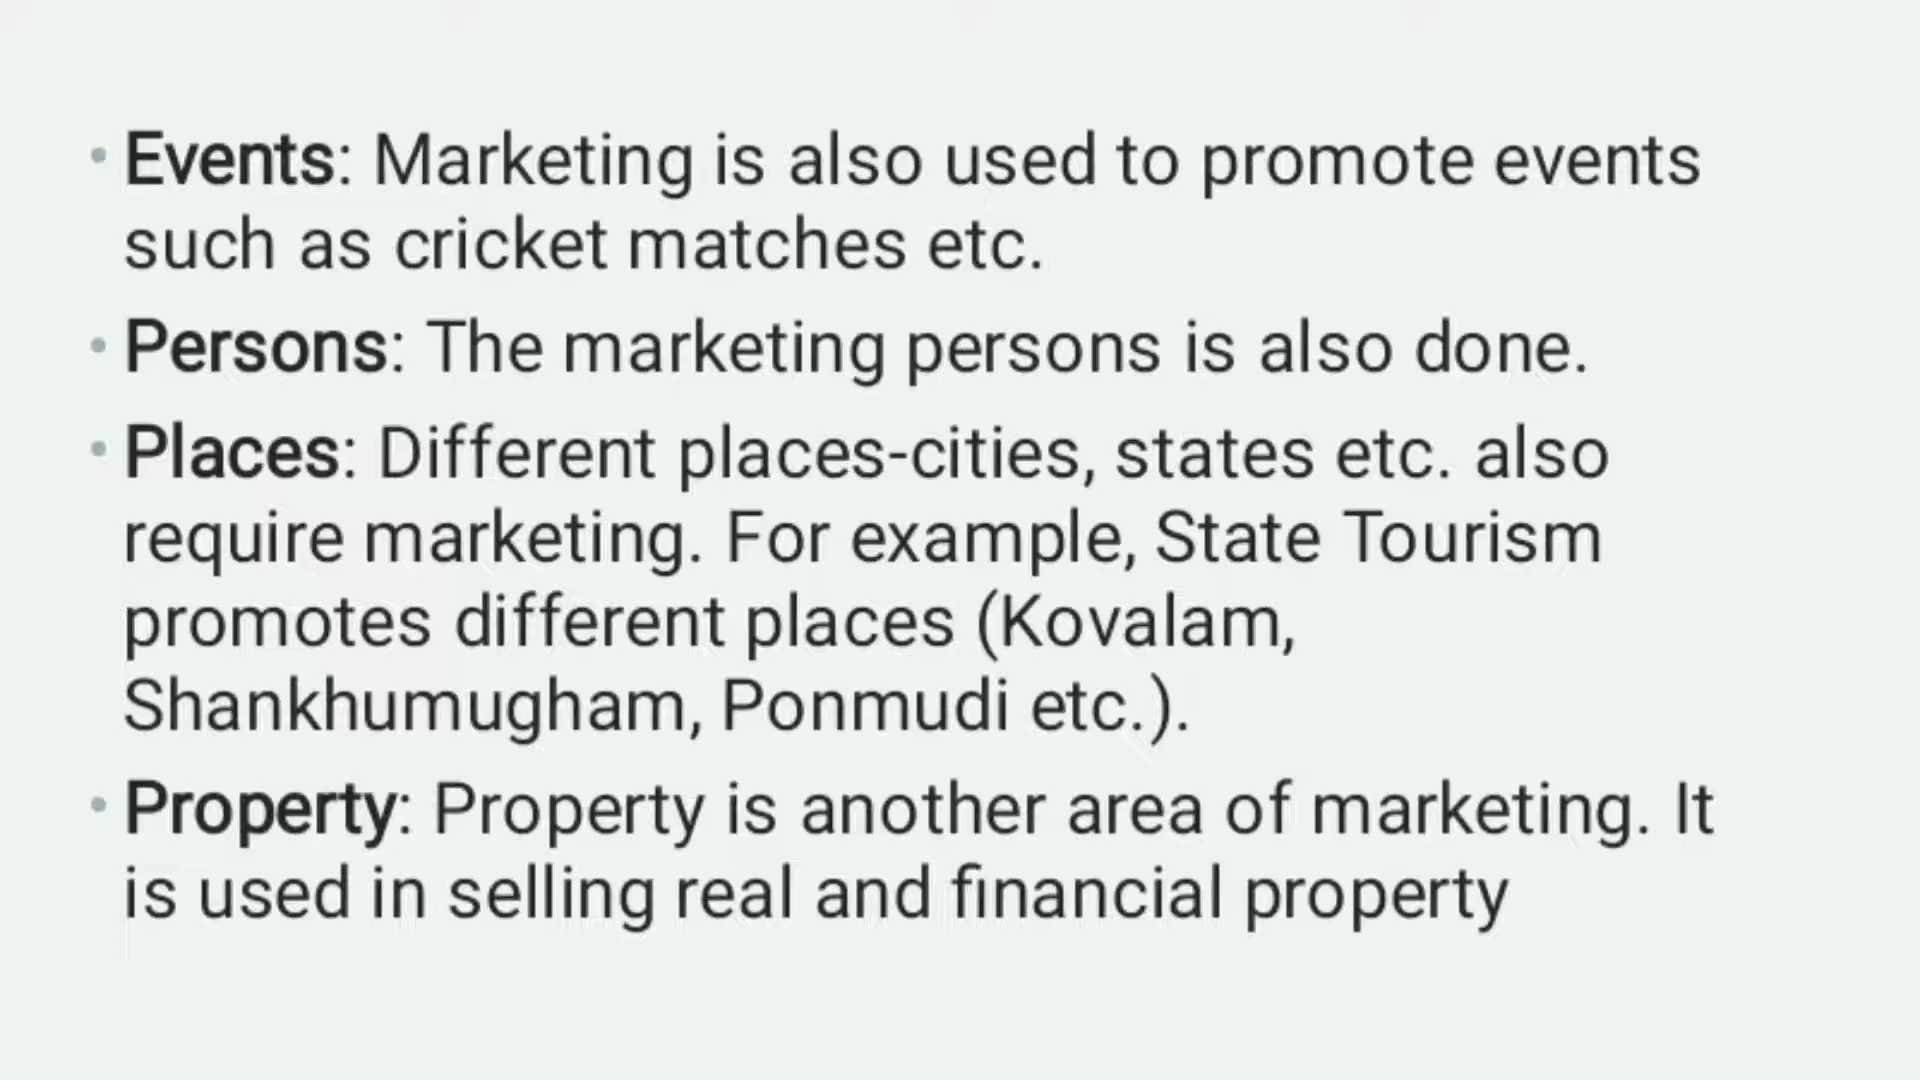 • Events: Marketing is also used to promote events
such as cricket matches etc.
• Persons: The marketing persons is also done.
• Places: Different places-cities, states etc. also
require marketing. For example, State Tourism
promotes different places (Kovalam,
Shankhumugham, Ponmudi etc.).
• Property: Property is another area of marketing. It
is used in selling real and financial property